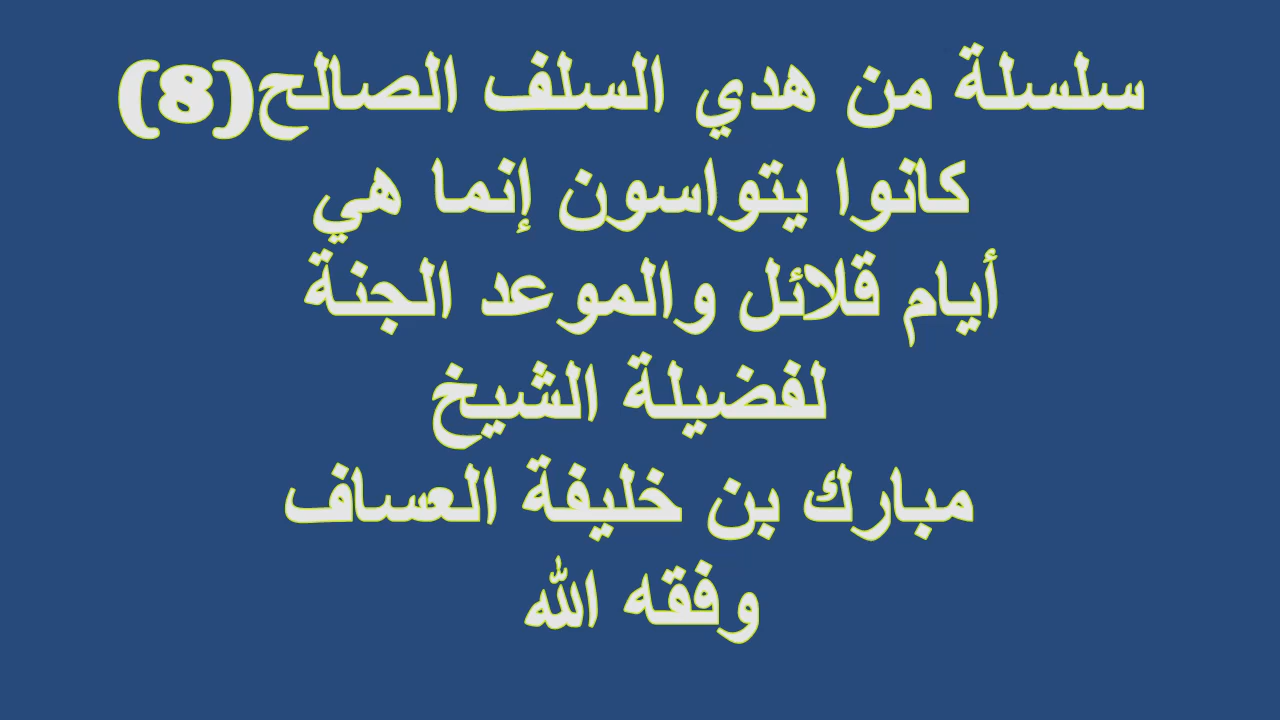 سلسلة من هدي السلف الصالح(8)
كانوا يتواسون إنما هي
أيام قلائل والموعد الجنة
لفضيلة الشيخ
مبارك بن خليفة العساف
وفقه الله